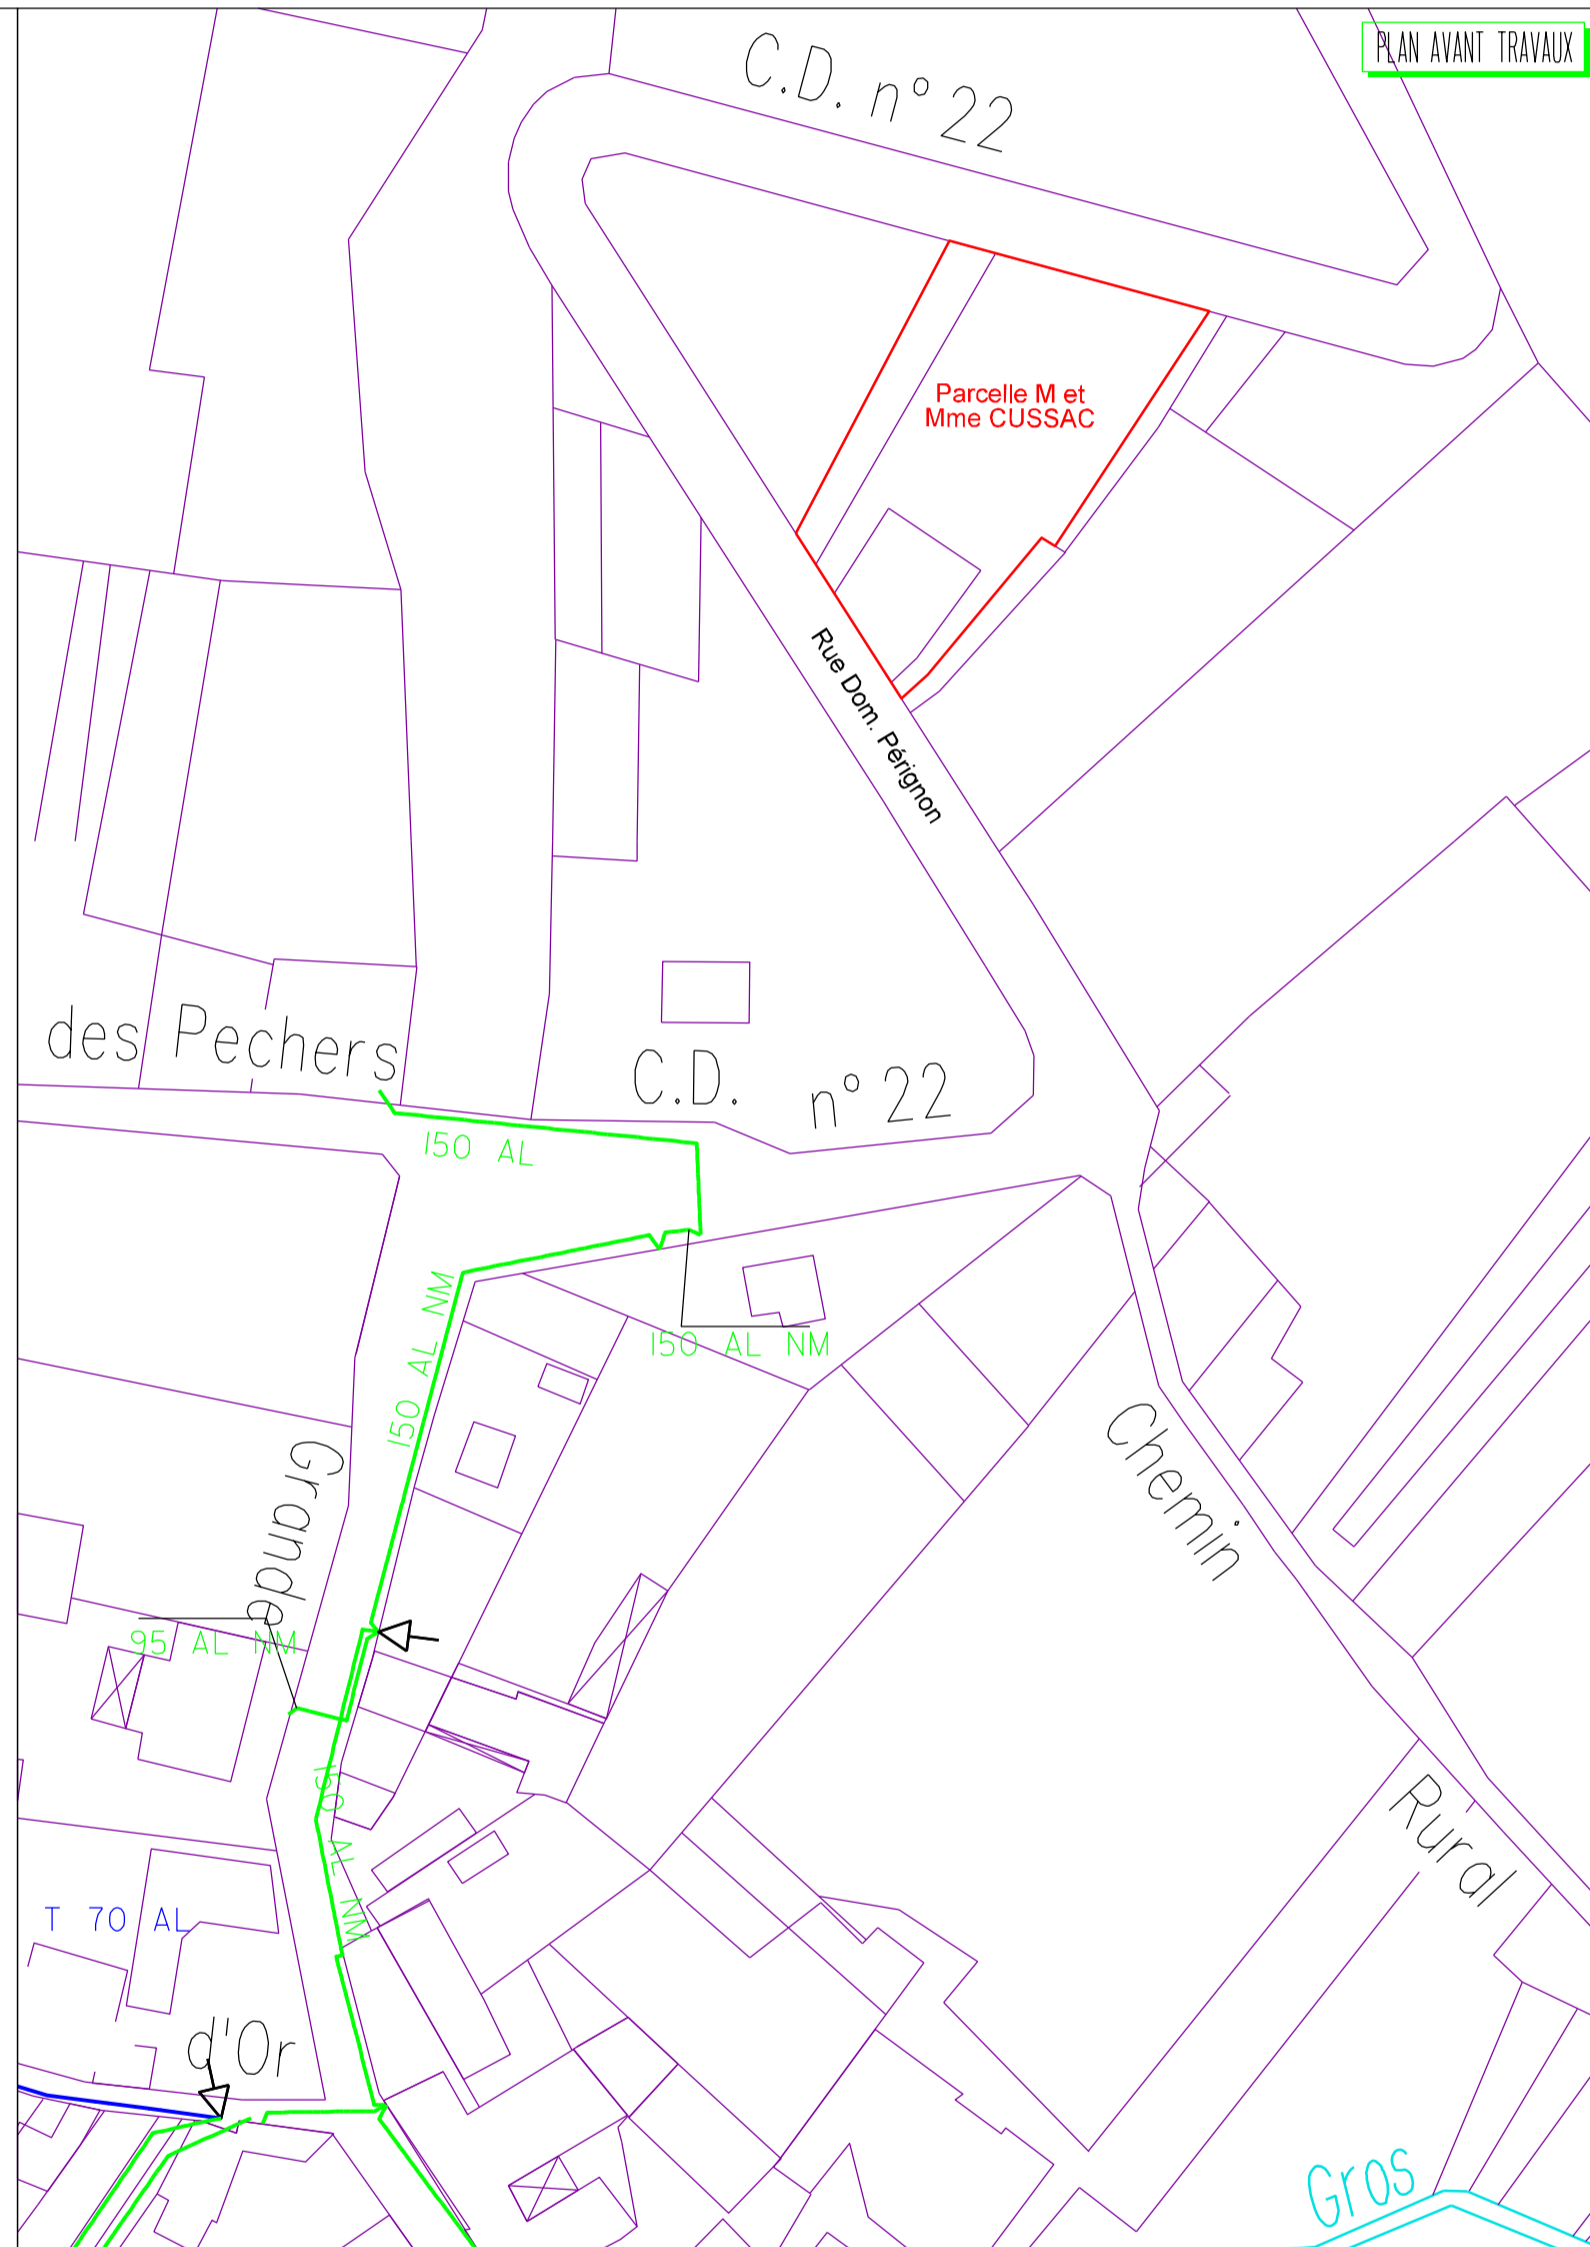 PLAN AVANT TRAVAUX
C.D. n° 22
Parcelle M et
Mme CUSSAC
Rue Dom. Pérignon
des Pechers
C.D. n° 22
150 AL
150 AL NM
150 AL NM
Grande
Chemin
95 AL NM
150 AL NM
Rural
T 70 AL
d'Or
Gros